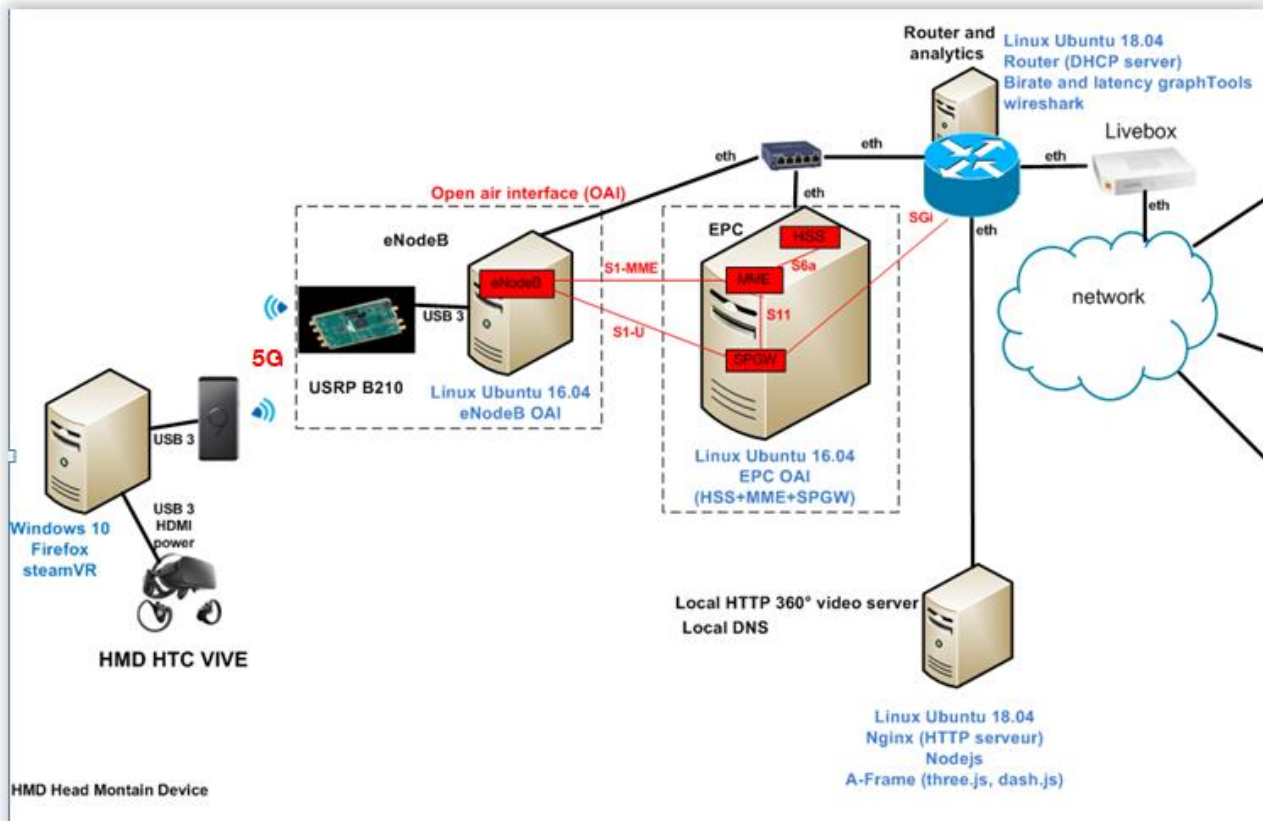 Router and
analytics
Linux Ubuntu 18.04
Router (DHCP server)
Birate and latency graphTools
wireshark
Livebox
eth
eth
eth
eth
eth
eth
Open air interface (OAI)
eNodeB
EPC
HSS
SGi
S6a
S1-MME
MME
eNodeB
S11
S1-U
SPGW
USB 3
5G
USRP B210
Linux Ubuntu 16.04
eNodeB OAI
network
USB 3
Linux Ubuntu 16.04
EPC OAI
(HSS+MME+SPGW)
USB 3
HDMI
power
Windows 10
Firefox
steamVR
HMD HTC VIVE
Local HTTP 360° video server
Local DNS
Linux Ubuntu 18.04
Nginx (HTTP serveur)
Nodejs
A-Frame (three.js, dash.js)
HMD Head Montain Device